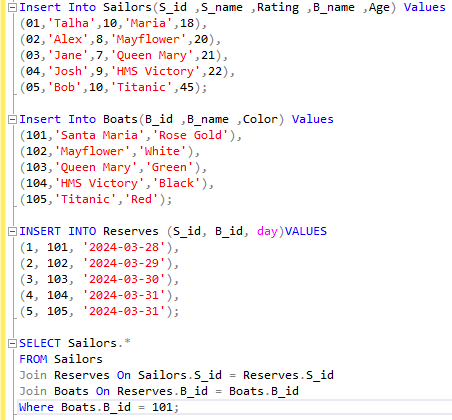 Insert Into Sailors(S_id ,S_name ,Rating ,B_name ,Age) Values
(01,'Talha',10,'Maria',18),
(02,'Alex',8,'Mayflower',20),
(03,'Jane',7,'Queen Mary',21),
(04,'Josh',9,'HMS Victory',22),
(05,'Bob',10,'Titanic',45);
Insert Into Boats(B_id ,B_name ,Color) Values
(101,'Santa Maria','Rose Gold'),
(102,'Mayflower','White'),
(103,'Queen Mary','Green'),
(104,'HMS Victory','Black'),
(105,'Titanic','Red');
INSERT INTO Reserves (S_id, B_id, day)VALUES
(1, 101, '2024-03-28'),
(2, 102, '2024-03-29'),
(3, 103, '2024-03-30'),
(4, 104, '2024-03-31'),
(5, 105, '2024-03-31');
SELECT Sailors.*
FROM Sailors
Join Reserves On Sailors.S_id = Reserves.S_id
Join Boats On Reserves.B_id = Boats.B_id
Where Boats.B_id = 101;